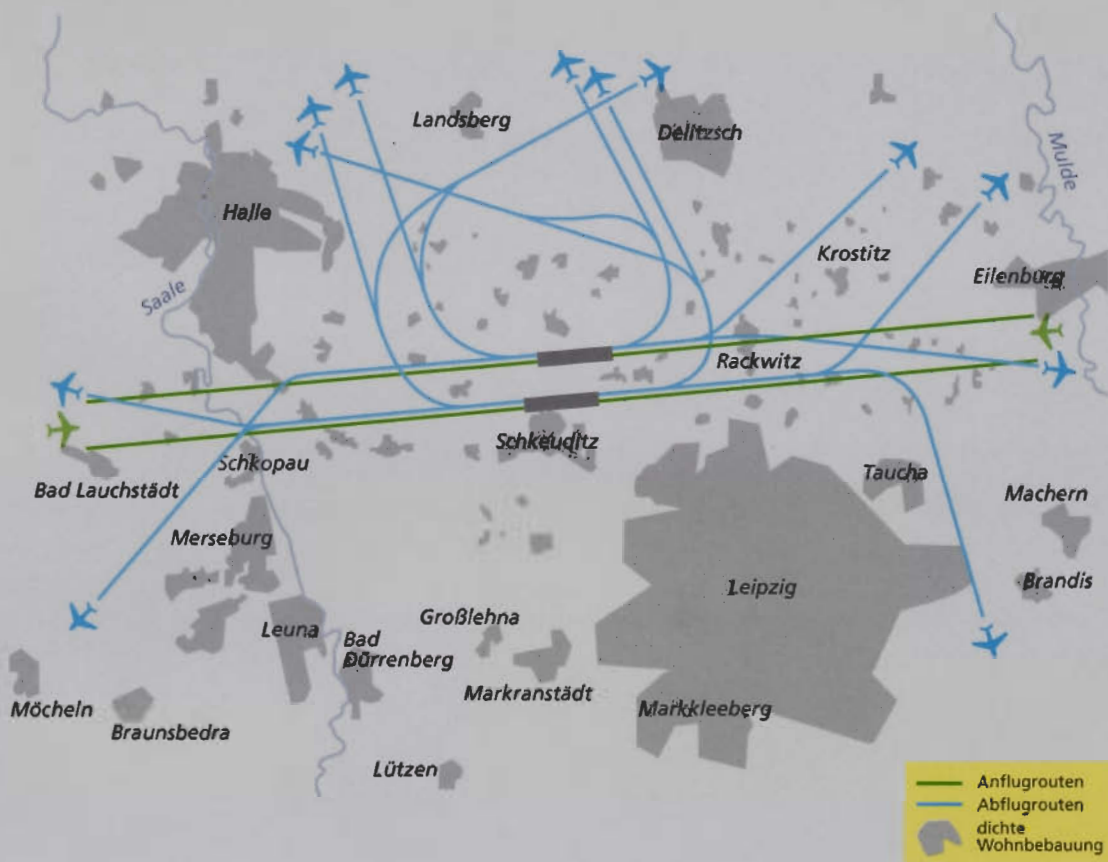 Landsberg
Delitzsch
Mulde
Halle
Krostitz
Eilenburg
Saale
Rackwitz
Schkeuditz
Schkopau
Bad Lauchstädt
Taucha
Machern
Merseburg
Leipzig
Brandis
Großlehna
Leuna
Bad
Dürrenberg
Markranstädt
Möcheln
Markkleeberg
Braunsbedra
Lützen
Anflugrouten
Abflugrouten
dichte
Wohnbebauung